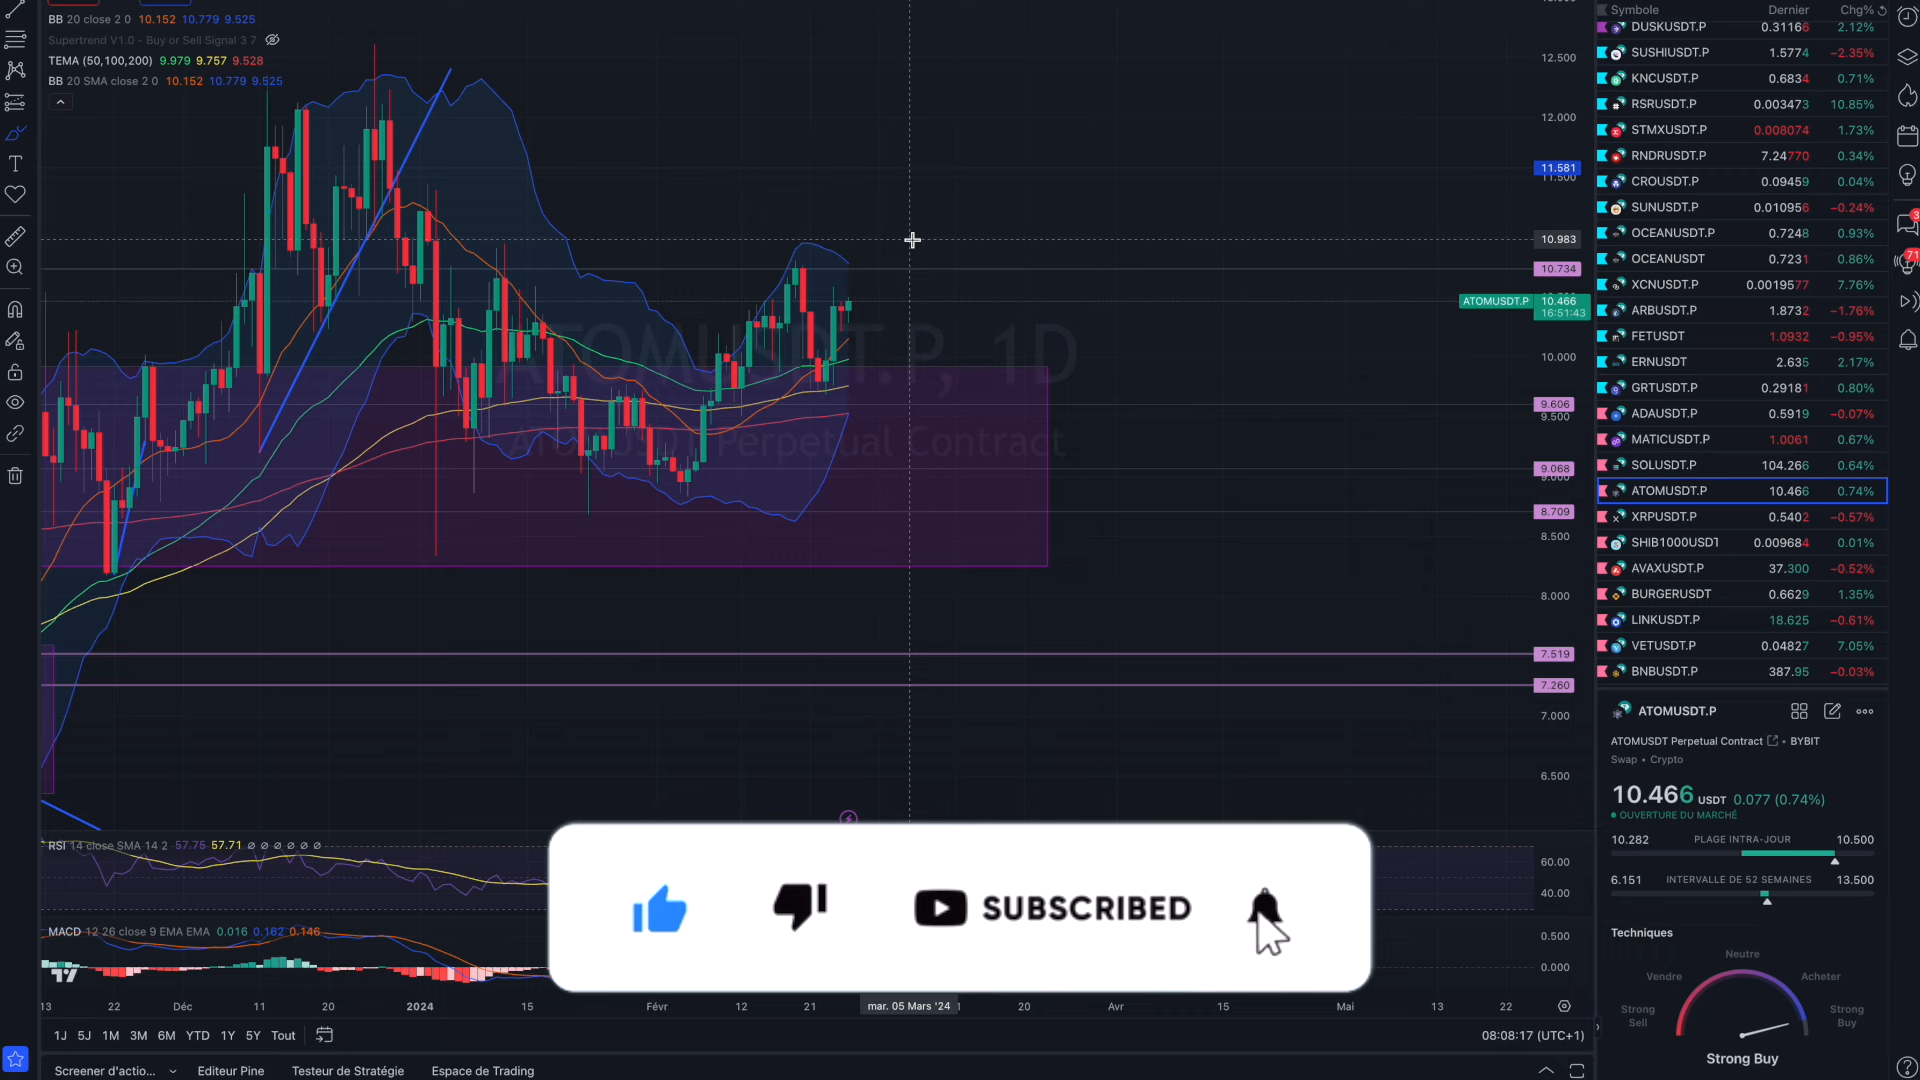 BB 20 close 2 0 10.152 10.779 9.525
Supertrend V1.0 - Buy or Sell Signal 3 7
TEMA (50,100,200) 9.979 9.757 9.528
BB 20 SMA close 2 0 10.152 10.779 9.525
ATOMUSDT.P, 1D
ATOMUSDT Perpetual Contract
12.500
12.000
11.581
11.500
10.983
10.734
ATOMUSDT.P 10.466
16:51:43
10.000
9.606
9.500
9.068
9.000
8.709
8.500
8.000
7.519
7.260
7.000
6.500
RSI 14 close SMA 14 2 57.75 57.71 ∅ ∅ ∅ ∅ ∅ ∅
60.00
40.00
MACD 12 26 close 9 EMA EMA 0.016 0.162 0.146
0.500
0.000
SUBSCRIBED
13 22 Déc 11 20 2024 15 Févr 12 21 mar. 05 Mars '24 20 Avr 15 Mai 13 22
1J 5J 1M 3M 6M YTD 1Y 5Y Tout
08:08:17 (UTC+1)
Screener d'actio... Editeur Pine Testeur de Stratégie Espace de Trading
Symbole Dernier Chg%
DUSKUSDT.P 0.31166 2.12%
SUSHIUSDT.P 1.5774 −2.35%
KNCUSDT.P 0.6834 0.71%
RSRUSDT.P 0.003473 10.85%
STMXUSDT.P 0.008074 1.73%
RNDRUSDT.P 7.24770 0.34%
CROUSDT.P 0.09459 0.04%
SUNUSDT.P 0.010956 −0.24%
OCEANUSDT.P 0.7248 0.93%
OCEANUSDT 0.7231 0.86%
XCNUSDT.P 0.0019577 7.76%
ARBUSDT.P 1.8732 −1.76%
FETUSDT 1.0932 −0.95%
ERNUSDT 2.635 2.17%
GRTUSDT.P 0.29181 0.80%
ADAUSDT.P 0.5919 −0.07%
MATICUSDT.P 1.0061 0.67%
SOLUSDT.P 104.266 0.64%
ATOMUSDT.P 10.466 0.74%
XRPUSDT.P 0.5402 −0.57%
SHIB1000USDT 0.009684 0.01%
AVAXUSDT.P 37.300 −0.52%
BURGERUSDT 0.6629 1.35%
LINKUSDT.P 18.625 −0.61%
VETUSDT.P 0.04827 7.05%
BNBUSDT.P 387.95 −0.03%
ATOMUSDT.P
ATOMUSDT Perpetual Contract • BYBIT
Swap • Crypto
10.466 USDT 0.077 (0.74%)
OUVERTURE DU MARCHÉ
10.282 PLAGE INTRA-JOUR 10.500
6.151 INTERVALLE DE 52 SEMAINES 13.500
Techniques
Neutre
Vendre Acheter
Strong Sell
Strong Buy
Strong Buy
71